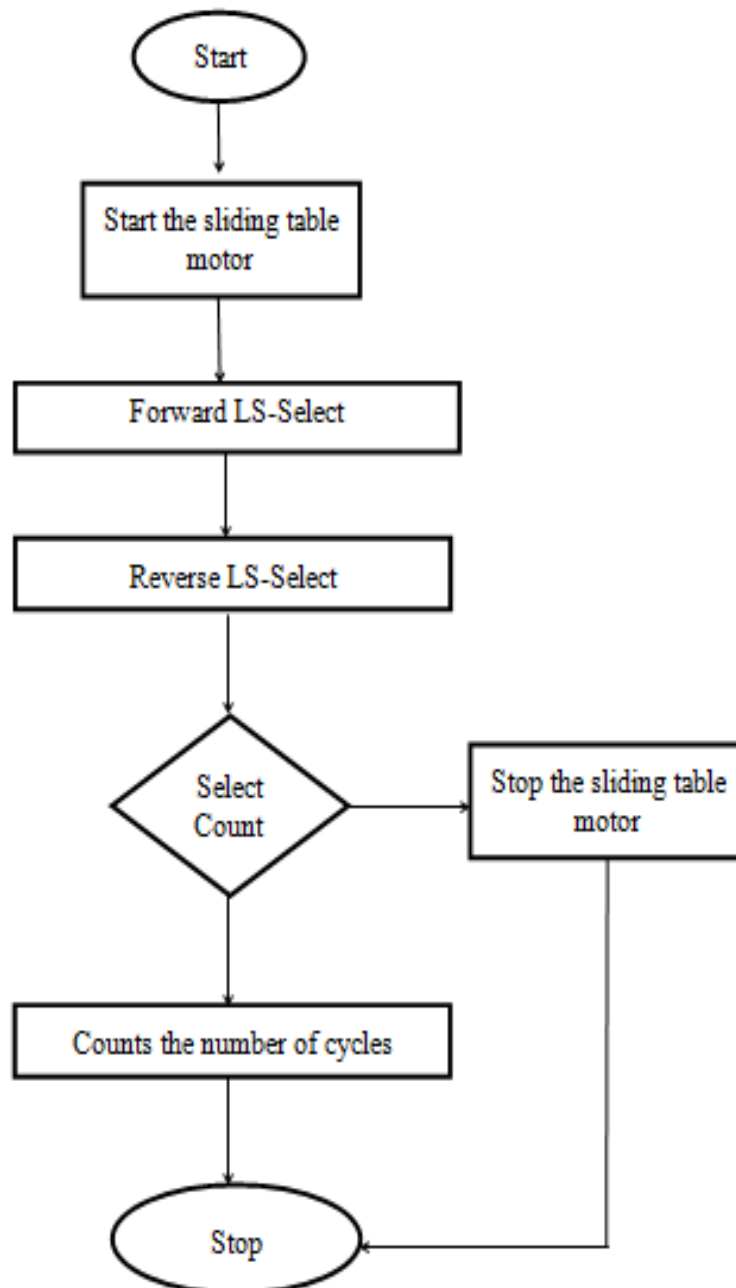 Start
Start the sliding table
motor
Forward LS-Select
Reverse LS-Select
Select
Count
Stop the sliding table
motor
Counts the number of cycles
Stop